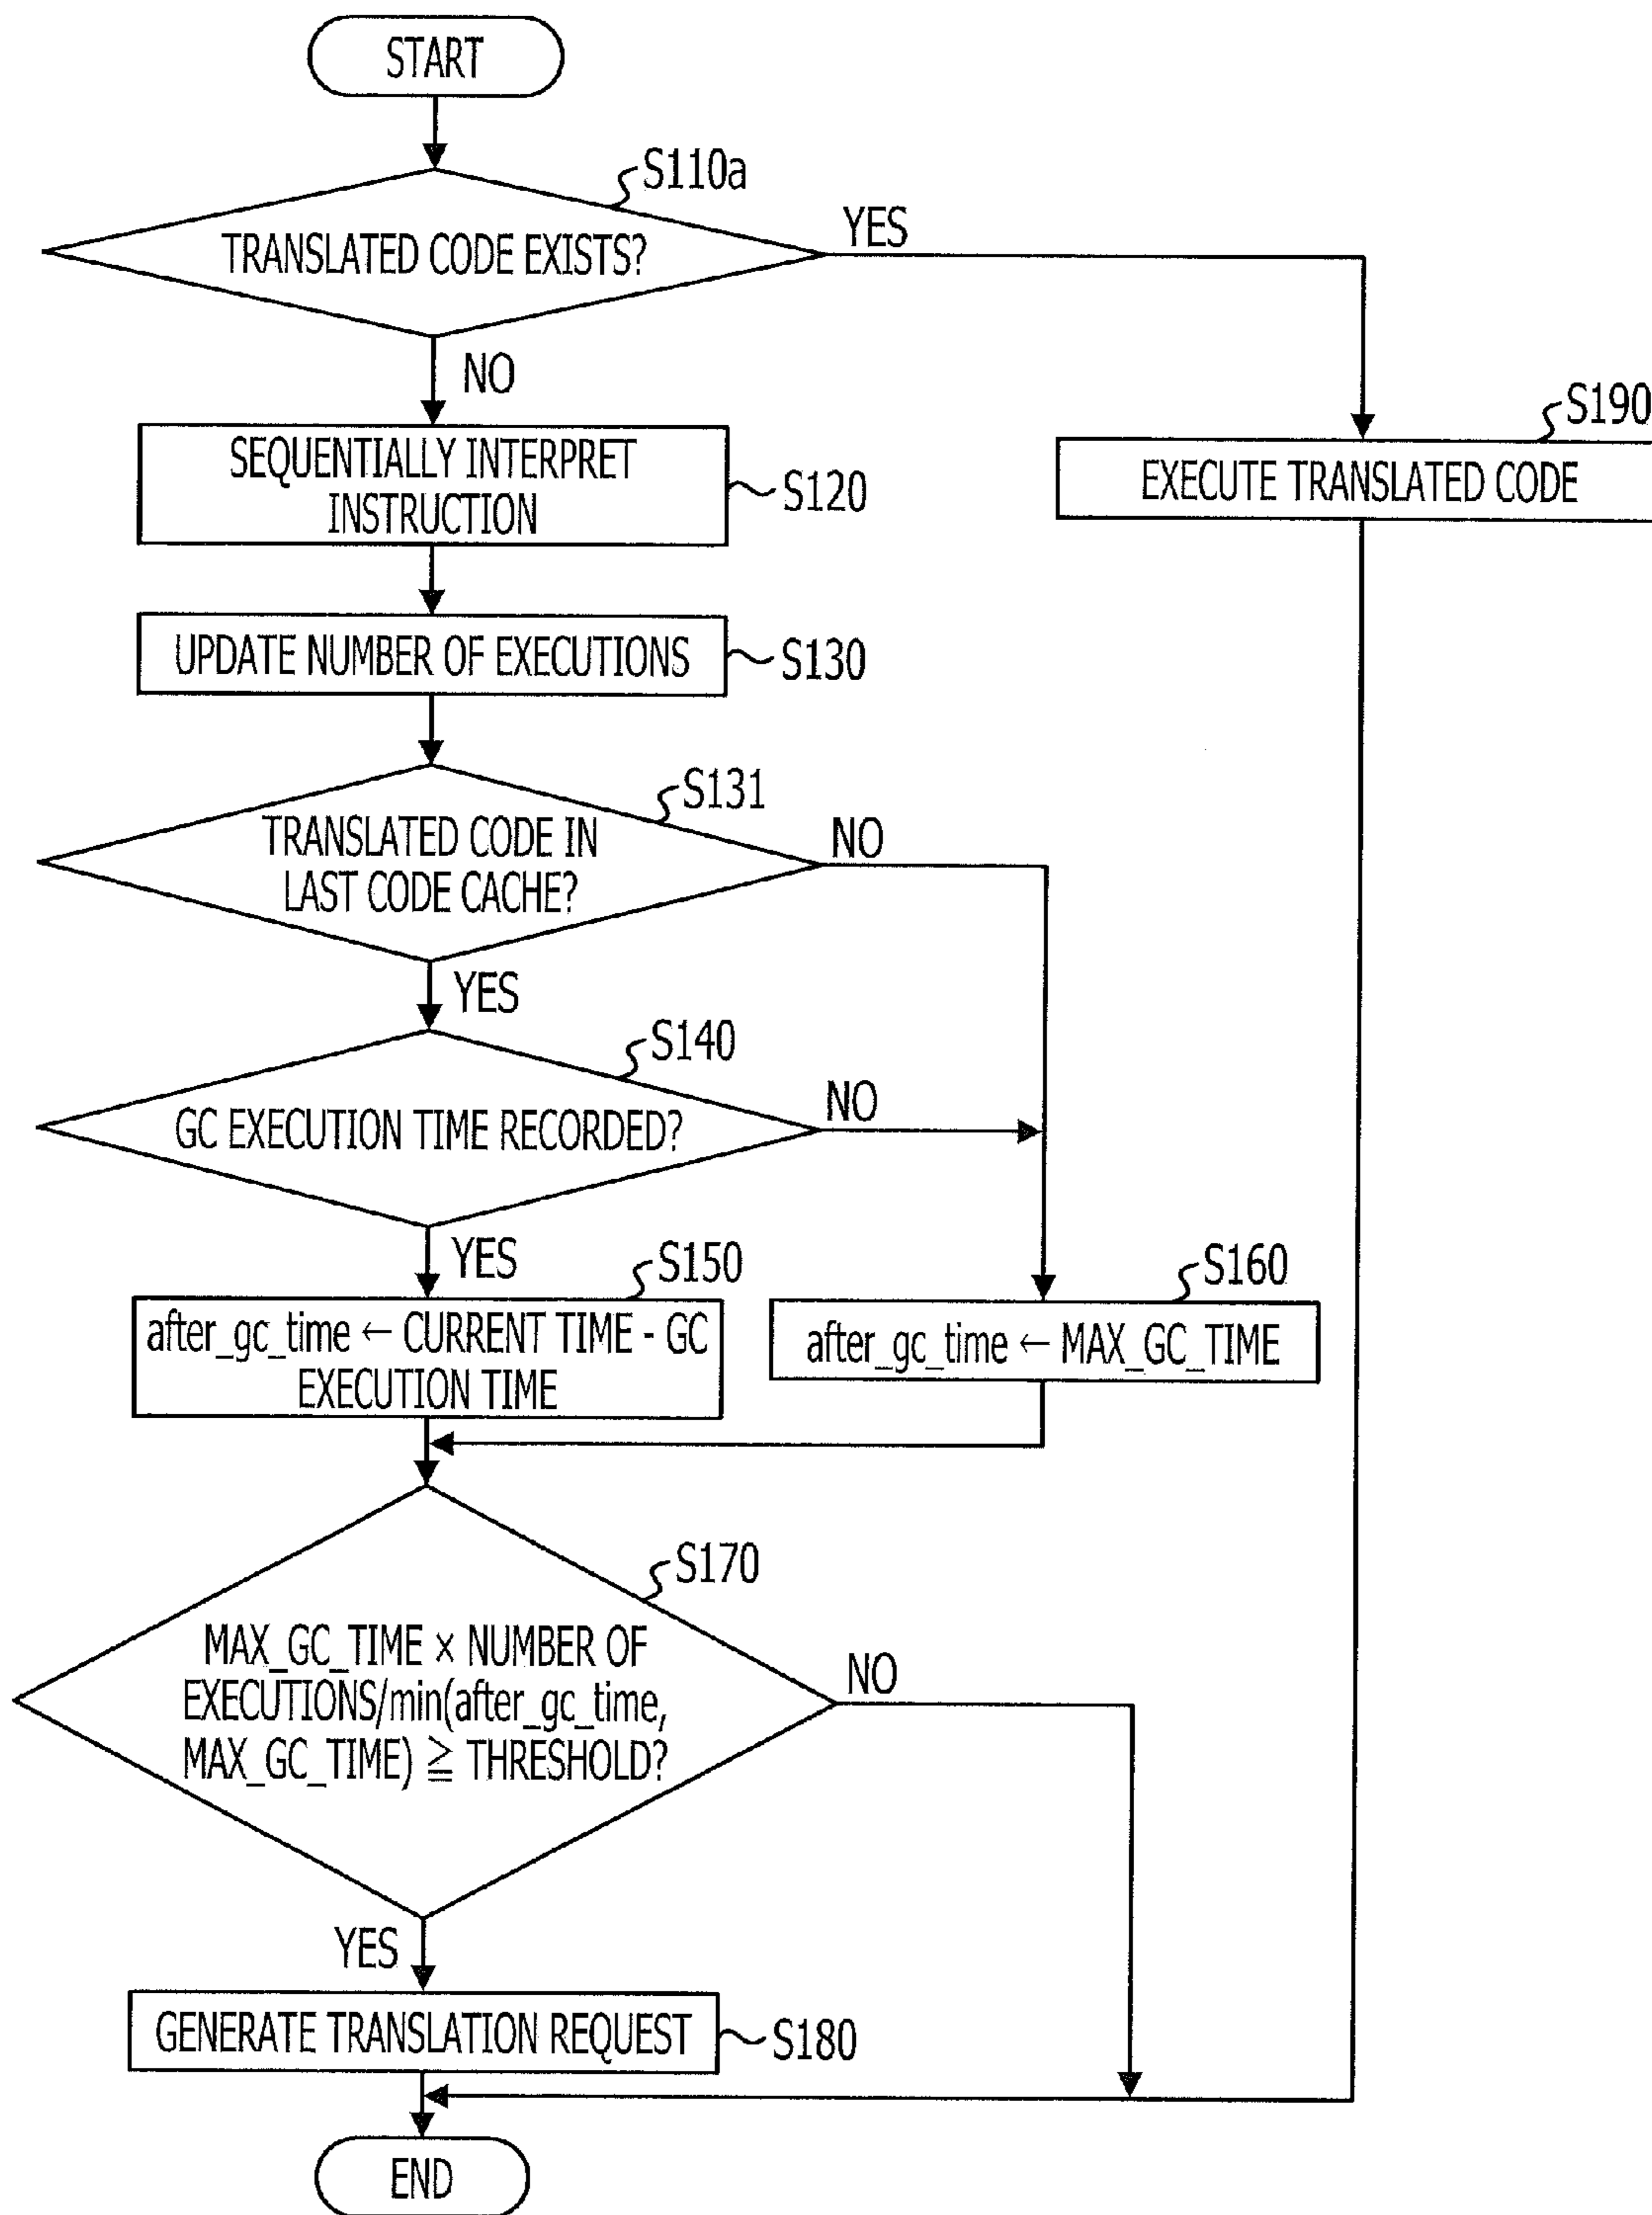 START
S110a
TRANSLATED CODE EXISTS?
YES
NO
S190
EXECUTE TRANSLATED CODE
SEQUENTIALLY INTERPRET
INSTRUCTION
S120
UPDATE NUMBER OF EXECUTIONS
S130
S131
TRANSLATED CODE IN
LAST CODE CACHE?
NO
YES
S140
GC EXECUTION TIME RECORDED?
NO
YES
S150
after_gc_time ← CURRENT TIME - GC
EXECUTION TIME
S160
after_gc_time ← MAX_GC_TIME
S170
MAX_GC_TIME × NUMBER OF
EXECUTIONS/min(after_gc_time,
MAX_GC_TIME) ≧ THRESHOLD?
NO
YES
GENERATE TRANSLATION REQUEST
S180
END